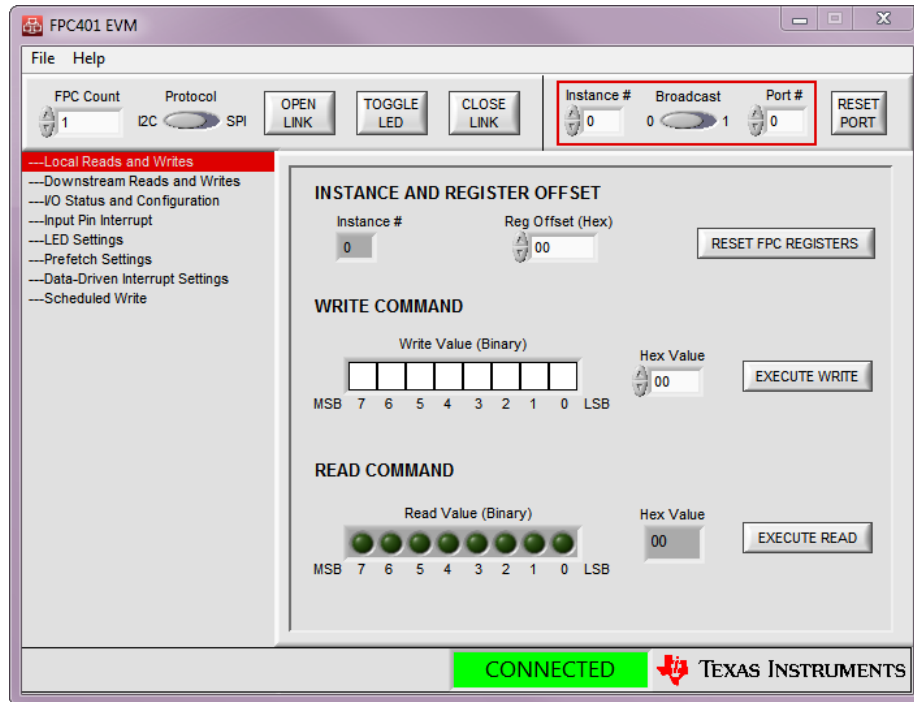 FPC401 EVM
File Help
FPC Count Protocol Instance # Broadcast Port #
1 I2C SPI OPEN LINK TOGGLE LED CLOSE LINK 0 0 1 0 RESET PORT
---Local Reads and Writes
---Downstream Reads and Writes
---I/O Status and Configuration
---Input Pin Interrupt
---LED Settings
---Prefetch Settings
---Data-Driven Interrupt Settings
---Scheduled Write
INSTANCE AND REGISTER OFFSET
Instance # Reg Offset (Hex)
0 00 RESET FPC REGISTERS
WRITE COMMAND
Write Value (Binary) Hex Value
00 EXECUTE WRITE
MSB 7 6 5 4 3 2 1 0 LSB
READ COMMAND
Read Value (Binary) Hex Value
00 EXECUTE READ
MSB 7 6 5 4 3 2 1 0 LSB
CONNECTED TEXAS INSTRUMENTS